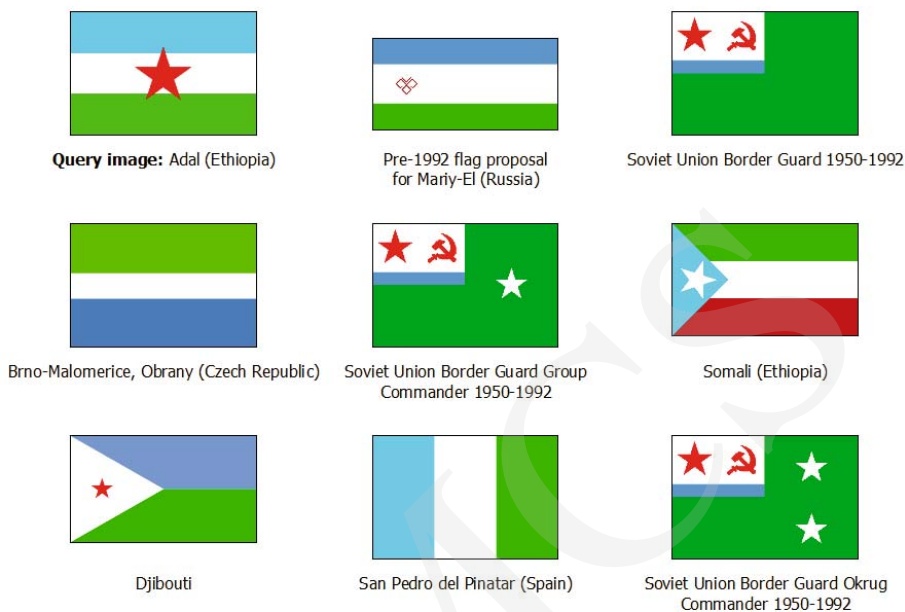 Query image: Adal (Ethiopia)
Pre-1992 flag proposal
for Mariy-El (Russia)
Soviet Union Border Guard 1950-1992
Brno-Malomerice, Obrany (Czech Republic)
Soviet Union Border Guard Group
Commander 1950-1992
Somali (Ethiopia)
Djibouti
San Pedro del Pinatar (Spain)
Soviet Union Border Guard Okrug
Commander 1950-1992